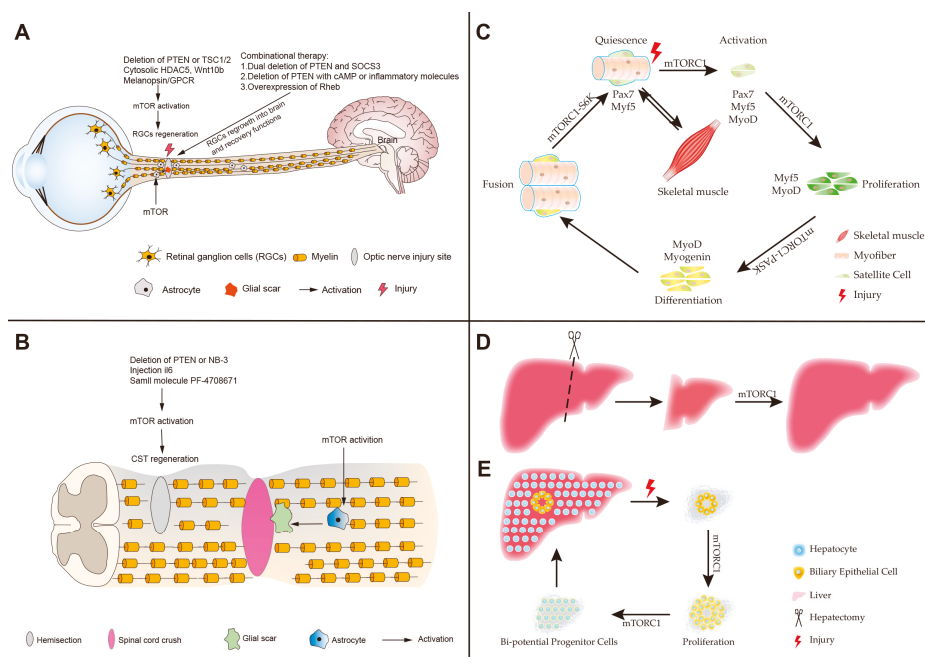 A
Deletion of PTEN or TSC1/2
Cytosolic HDAC5, Wnt10b
Melanopsin/GPCR
mTOR activation
RGCs regeneration
Combinational therapy:
1.Dual deletion of PTEN and SOCS3
2.Deletion of PTEN with cAMP or inflammatory molecules
3.Overexpression of Rheb
RGCs regrowth into brain
and recovery functions
Brain
mTOR
Retinal ganglion cells (RGCs)
Myelin
Optic nerve injury site
Astrocyte
Glial scar
Activation
Injury
B
Deletion of PTEN or NB-3
Injection il6
Samll molecule PF-4708671
mTOR activation
CST regeneration
mTOR activition
Hemisection
Spinal cord crush
Glial scar
Astrocyte
Activation
C
Quiescence
Pax7
Myf5
mTORC1
Activation
Pax7
Myf5
MyoD
mTORC1
Myf5
MyoD
Proliferation
mTORC1-PASK
MyoD
Myogenin
Differentiation
Fusion
mTORC1-S6K
Skeletal muscle
Skeletal muscle
Myofiber
Satellite Cell
Injury
D
mTORC1
E
mTORC1
Proliferation
mTORC1
Bi-potential Progenitor Cells
Hepatocyte
Biliary Epithelial Cell
Liver
Hepatectomy
Injury